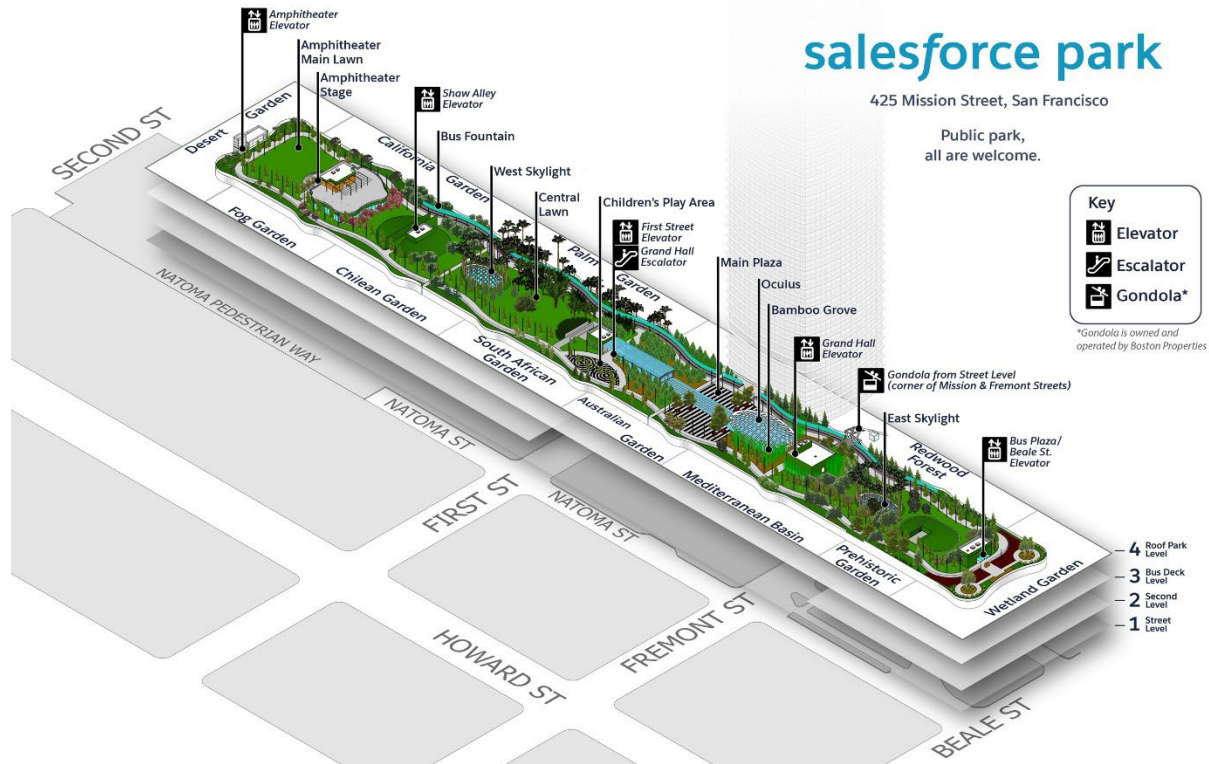 salesforce park
425 Mission Street, San Francisco
Public park,
all are welcome.
Key
Elevator
Escalator
Gondola*
*Gondola is owned and
operated by Boston Properties
Amphitheater
Elevator
Amphitheater
Main Lawn
Amphitheater
Stage
Shaw Alley
Elevator
Bus Fountain
West Skylight
Central
Lawn
Children's Play Area
First Street
Elevator
Grand Hall
Escalator
Main Plaza
Oculus
Bamboo Grove
Grand Hall
Elevator
Gondola from Street Level
(corner of Mission & Fremont Streets)
East Skylight
Bus Plaza/
Beale St.
Elevator
Desert Garden
California Garden
Palm Garden
Redwood
Forest
Fog Garden
Chilean Garden
South African
Garden
Australian
Garden
Mediterranean Basin
Prehistoric
Garden
Wetland Garden
4 Roof Park
Level
3 Bus Deck
Level
2 Second
Level
1 Street
Level
SECOND ST
NATOMA PEDESTRIAN WAY
NATOMA ST
FIRST ST
NATOMA ST
HOWARD ST
FREMONT ST
BEALE ST